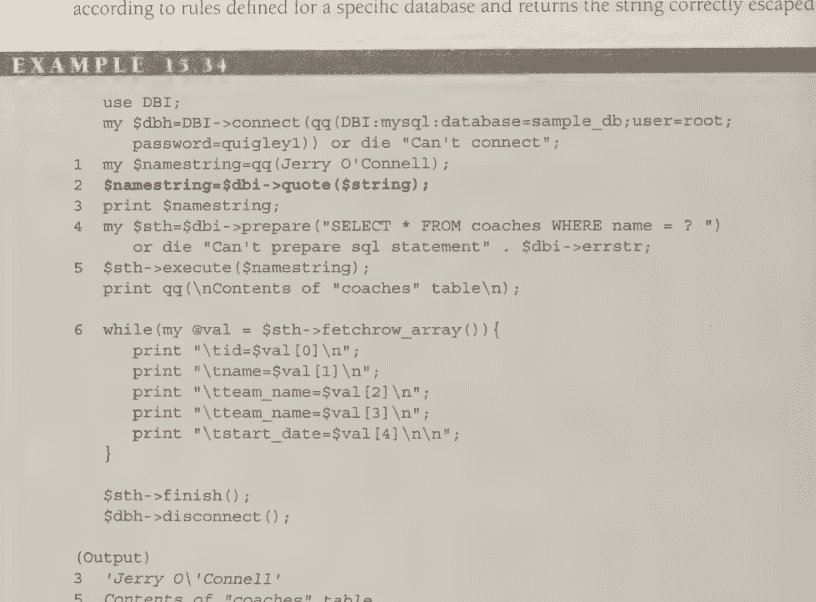 according to rules defined for a specific database and returns the string correctly escaped
EXAMPLE 15.34
use DBI;
my $dbh=DBI->connect(qq(DBI:mysql:database=sample_db;user=root;
password=quigley1)) or die "Can't connect";
1 my $namestring=qq(Jerry O'Connell);
2 $namestring=$dbi->quote($string);
3 print $namestring;
4 my $sth=$dbi->prepare("SELECT * FROM coaches WHERE name = ? ")
or die "Can't prepare sql statement" . $dbi->errstr;
5 $sth->execute($namestring);
print qq(\nContents of "coaches" table\n);
6 while(my @val = $sth->fetchrow_array()){
print "\tid=$val[0]\n";
print "\tname=$val[1]\n";
print "\tteam_name=$val[2]\n";
print "\tteam_name=$val[3]\n";
print "\tstart_date=$val[4]\n\n";
}
$sth->finish();
$dbh->disconnect();
(Output)
3 'Jerry O\'Connell'
5 Contents of "coaches" table